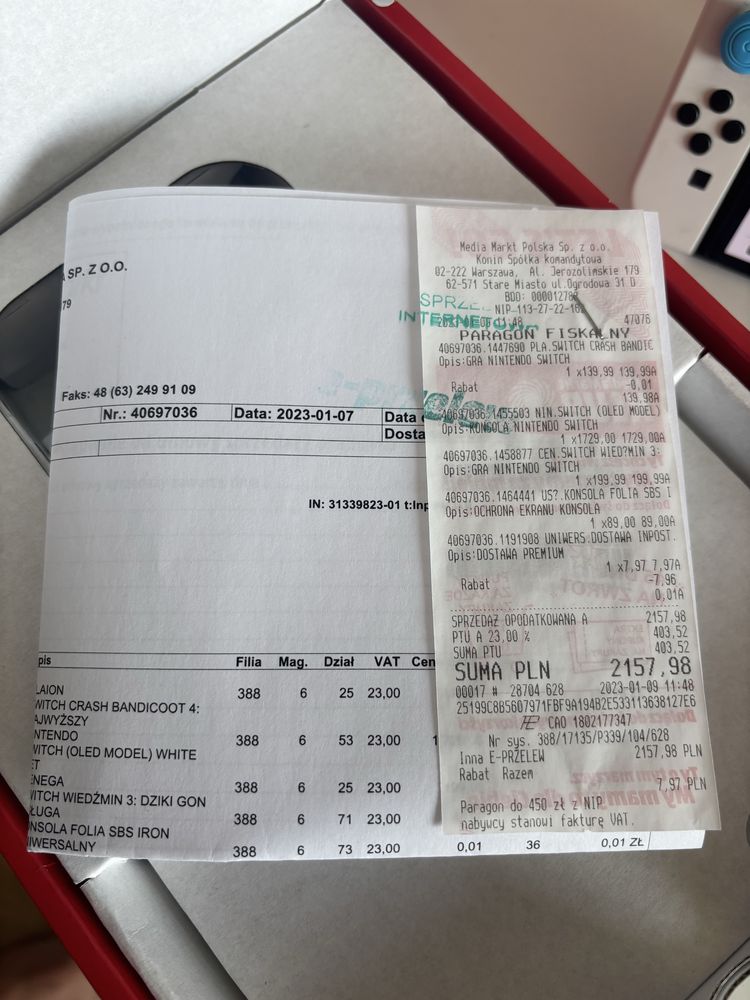 SP. Z O.O.
79
Faks: 48 (63) 249 91 09
Nr.: 40697036 Data: 2023-01-07 Data
Dosta
IN: 31339823-01 t:Inp
pis Filia Mag. Dział VAT Cen
LAION 388 6 25 23,00
WITCH CRASH BANDICOOT 4:
AJWYŻSZY
NTENDO 388 6 53 23,00 1
WITCH (OLED MODEL) WHITE
ET
ENEGA 388 6 25 23,00
WITCH WIEDŹMIN 3: DZIKI GON
ŁUGA 388 6 71 23,00
NSOLA FOLIA SBS IRON
IWERSALNY 388 6 73 23,00 0,01 36 0,01 ZŁ
Media Markt Polska Sp. z o.o.
Konin Spółka komandytowa
02-222 Warszawa, Al. Jerozolimskie 179
62-571 Stare Miasto ul.Ogrodowa 31 D
BDO:
NIP 113-27-22-162
11:48 47076
PARAGON FISKALNY
40697036.1447690 PLA.SWITCH CRASH BANDIC
Opis:GRA NINTENDO SWITCH
1 x139,99 139,99A
Rabat -0,01
139,98A
40697036.1455503 NIN.SWITCH (OLED MODEL)
Opis:KONSOLA NINTENDO SWITCH
1 x1729,00 1729,00A
40697036.1458877 CEN.SWITCH WIED?MIN 3:
Opis:GRA NINTENDO SWITCH
1 x199,99 199,99A
40697036.1464441 US?.KONSOLA FOLIA SBS I
Opis:OCHRONA EKRANU KONSOLA
1 x89,00 89,00A
40697036.1191908 UNIWERS:DOSTAWA INPOST.
Opis:DOSTAWA PREMIUM
1 x7,97 7,97A
Rabat -7,96
0,01A
SPRZEDAŻ OPODATKOWANA A 2157,98
PTU A 23,00 % 403,52
SUMA PTU 403,52
SUMA PLN 2157,98
00017 # 28704 628 2023-01-09 11:48
25199C8B5607971FBF9A194B2E533113638127E6
CAO 1802177347
Nr sys. 388/17135/P339/104/628
Inna E-PRZELEW 2157,98 PLN
Rabat Razem 7,97 PLN
Paragon do 450 zł z NIP
nabywcy stanowi fakturę VAT.